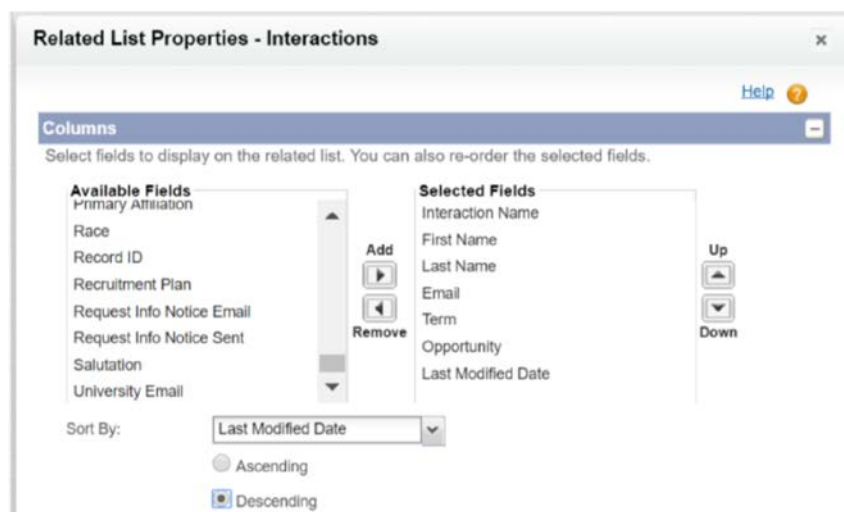 Related List Properties - Interactions
Help
Columns
Select fields to display on the related list. You can also re-order the selected fields.
Available Fields
Primary Affiliation
Race
Record ID
Recruitment Plan
Request Info Notice Email
Request Info Notice Sent
Salutation
University Email
Add
Remove
Selected Fields
Interaction Name
First Name
Last Name
Email
Term
Opportunity
Last Modified Date
Up
Down
Sort By:
Last Modified Date
Ascending
Descending